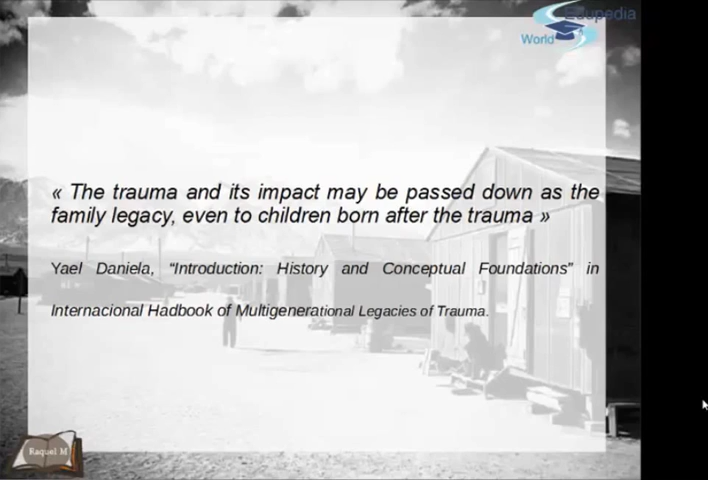 Edupedia
World
« The trauma and its impact may be passed down as the
family legacy, even to children born after the trauma »
Yael Daniela, “Introduction: History and Conceptual Foundations” in
Internacional Hadbook of Multigenerational Legacies of Trauma.
Raquel M